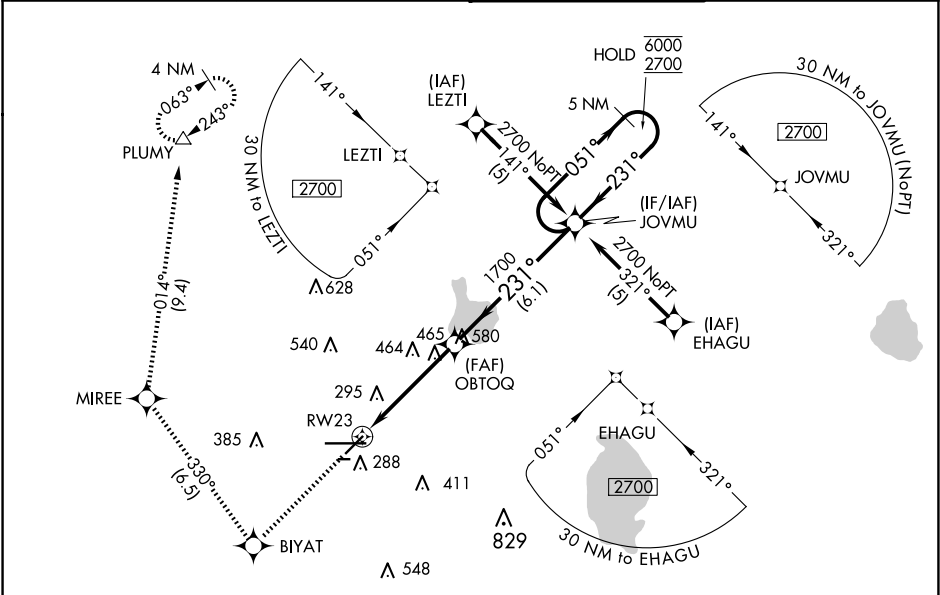 HOLD 6000
2700
4 NM
063°
243°
PLUMY
141°
LEZTI
2700
30 NM to LEZTI
051°
(IAF)
LEZTI
2700 NoPT
141°
(5)
5 NM
051°
231°
(IF/IAF)
JOVMU
30 NM to JOVMU (NoPT)
141°
2700
JOVMU
321°
2700 NoPT
321°
(5)
(IAF)
EHAGU
1700
231°
(6.1)
014°
(9.4)
628
540
464
465
580
(FAF)
OBTOQ
295
MIREE
RW23
385
288
330°
(6.5)
411
BIYAT
829
548
051°
EHAGU
321°
2700
30 NM to EHAGU